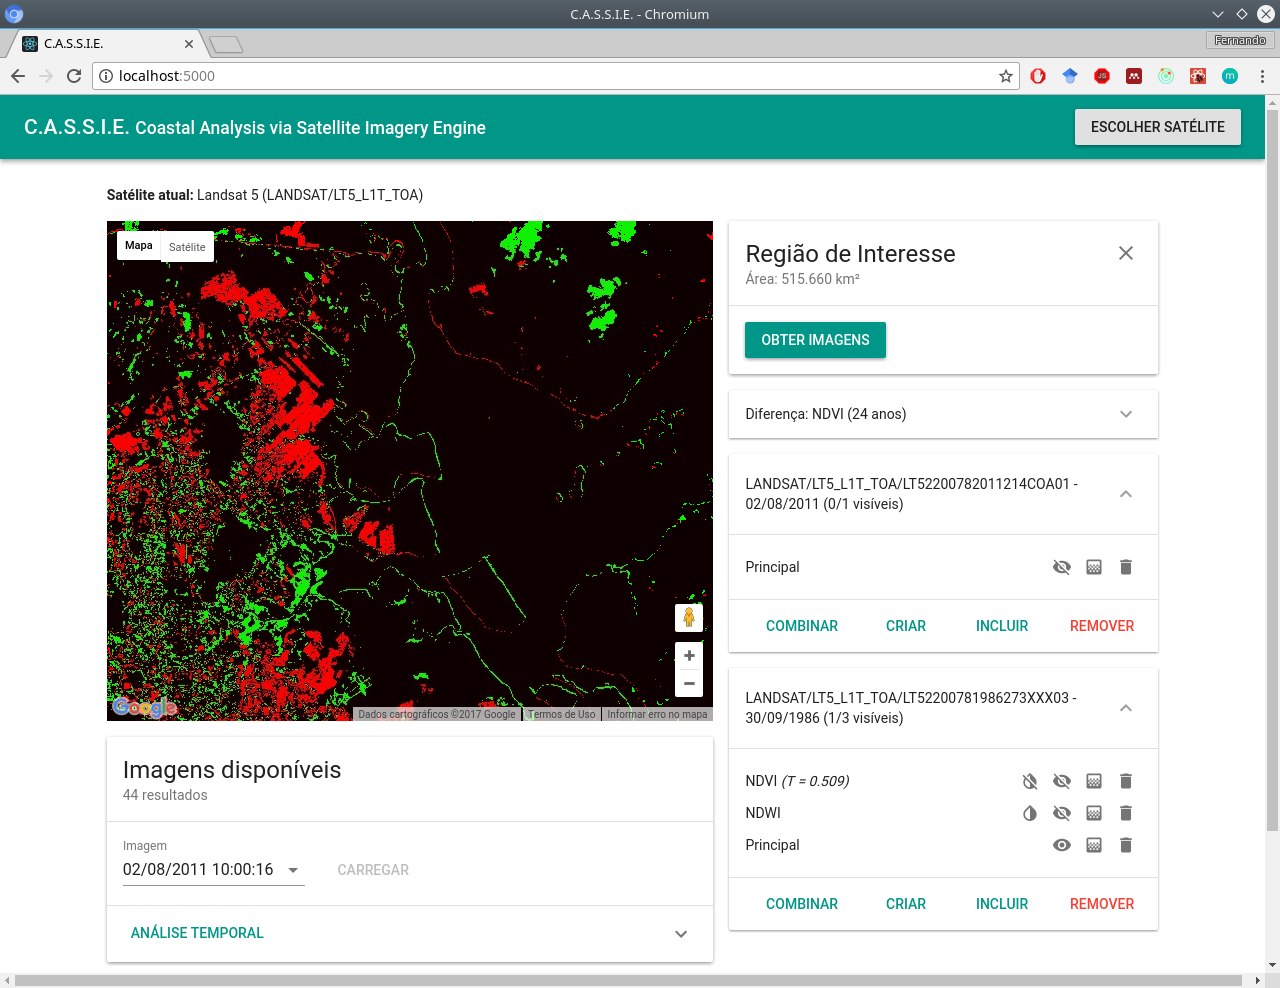 C.A.S.S.I.E. - Chromium
C.A.S.S.I.E.
Fernando
localhost:5000
C.A.S.S.I.E. Coastal Analysis via Satellite Imagery Engine
ESCOLHER SATÉLITE
Satélite atual: Landsat 5 (LANDSAT/LT5_L1T_TOA)
Mapa
Satélite
Google
Dados cartográficos ©2017 Google
Termos de Uso
Informar erro no mapa
Imagens disponíveis
44 resultados
Imagem
02/08/2011 10:00:16
CARREGAR
ANÁLISE TEMPORAL
Região de Interesse
Área: 515.660 km²
OBTER IMAGENS
Diferença: NDVI (24 anos)
LANDSAT/LT5_L1T_TOA/LT52200782011214COA01 -
02/08/2011 (0/1 visíveis)
Principal
COMBINAR CRIAR INCLUIR REMOVER
LANDSAT/LT5_L1T_TOA/LT52200781986273XXX03 -
30/09/1986 (1/3 visíveis)
NDVI (T = 0.509)
NDWI
Principal
COMBINAR CRIAR INCLUIR REMOVER